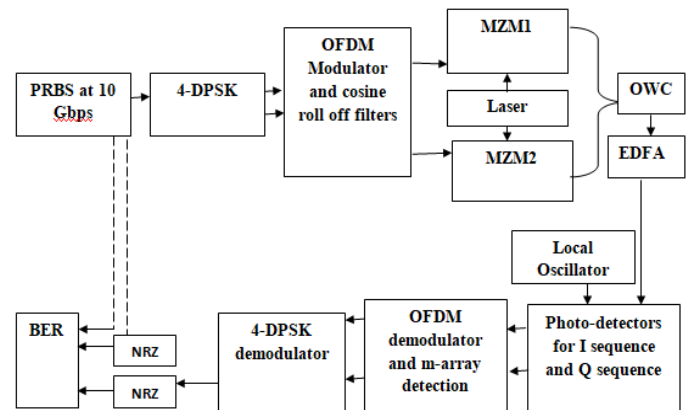 PRBS at 10
Gbps
4-DPSK
OFDM
Modulator
and cosine
roll off filters
MZM1
Laser
MZM2
OWC
EDFA
Local
Oscillator
BER
NRZ
NRZ
4-DPSK
demodulator
OFDM
demodulator
and m-array
detection
Photo-detectors
for I sequence
and Q sequence